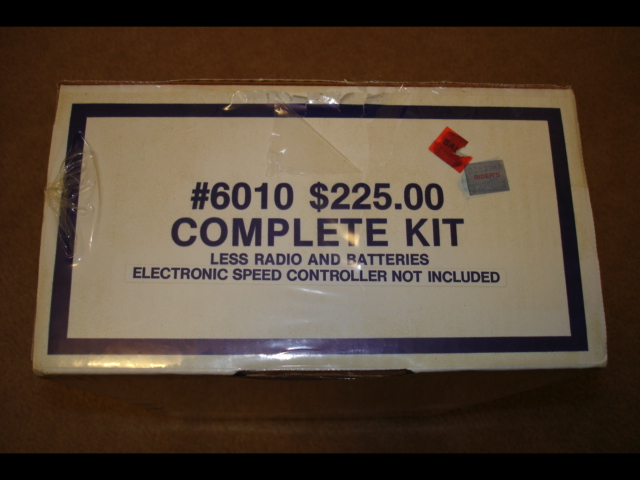 #6010 $225.00
COMPLETE KIT
LESS RADIO AND BATTERIES
ELECTRONIC SPEED CONTROLLER NOT INCLUDED